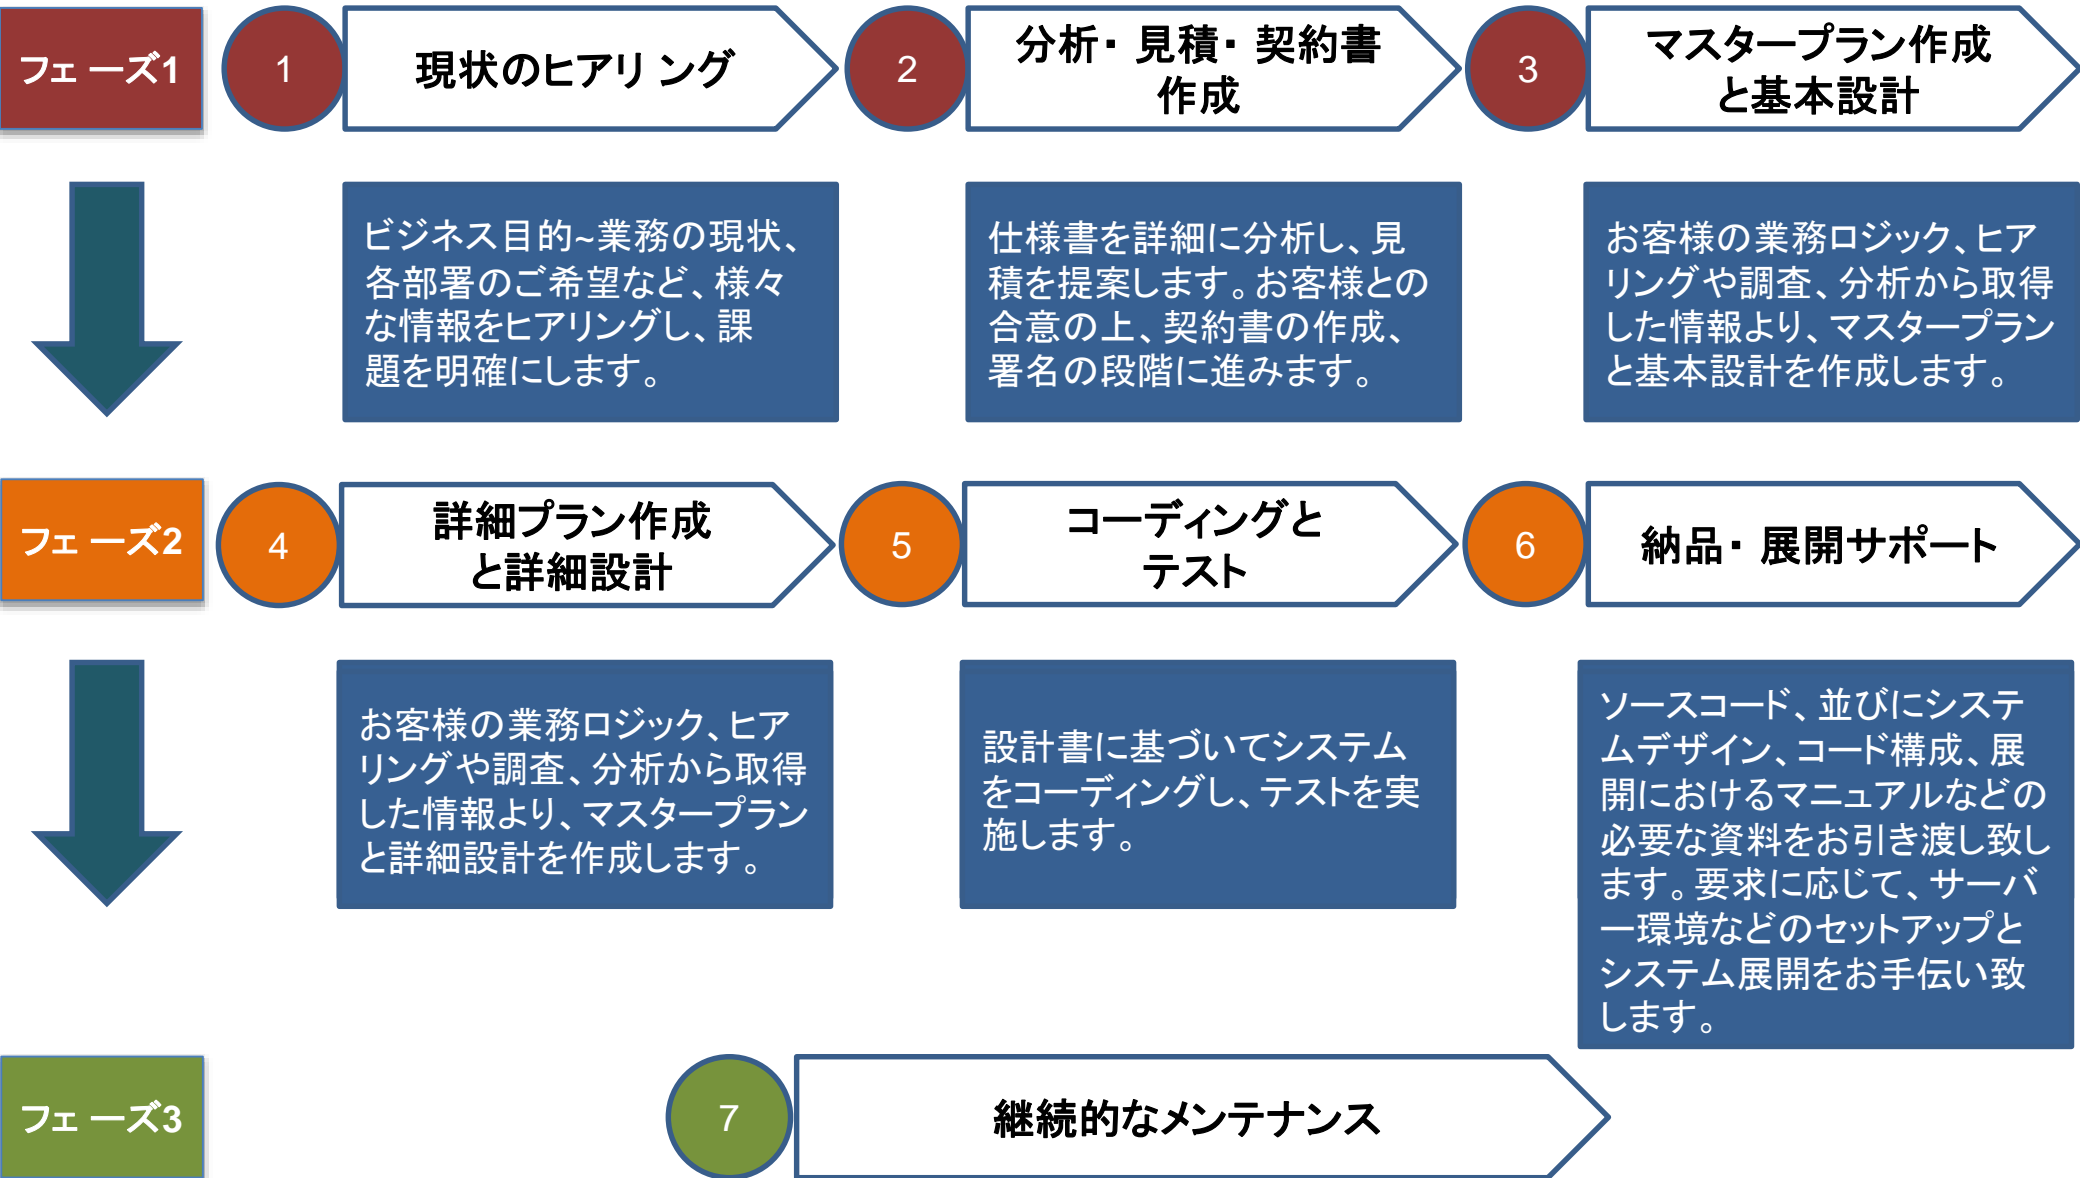 フェーズ1
1
現状のヒアリング
2
分析・見積・契約書
作成
3
マスタープラン作成
と基本設計
ビジネス目的~業務の現状、
各部署のご希望など、様々
な情報をヒアリングし、課
題を明確にします。
仕様書を詳細に分析し、見
積を提案します。お客様との
合意の上、契約書の作成、
署名の段階に進みます。
お客様の業務ロジック、ヒア
リングや調査、分析から取得
した情報より、マスタープラン
と基本設計を作成します。
フェーズ2
4
詳細プラン作成
と詳細設計
5
コーディングと
テスト
6
納品・展開サポート
お客様の業務ロジック、ヒア
リングや調査、分析から取得
した情報より、マスタープラン
と詳細設計を作成します。
設計書に基づいてシステム
をコーディングし、テストを実
施します。
ソースコード、並びにシステ
ムデザイン、コード構成、展
開におけるマニュアルなどの
必要な資料をお引き渡し致し
ます。要求に応じて、サーバ
ー環境などのセットアップと
システム展開をお手伝い致
します。
フェーズ3
7
継続的なメンテナンス